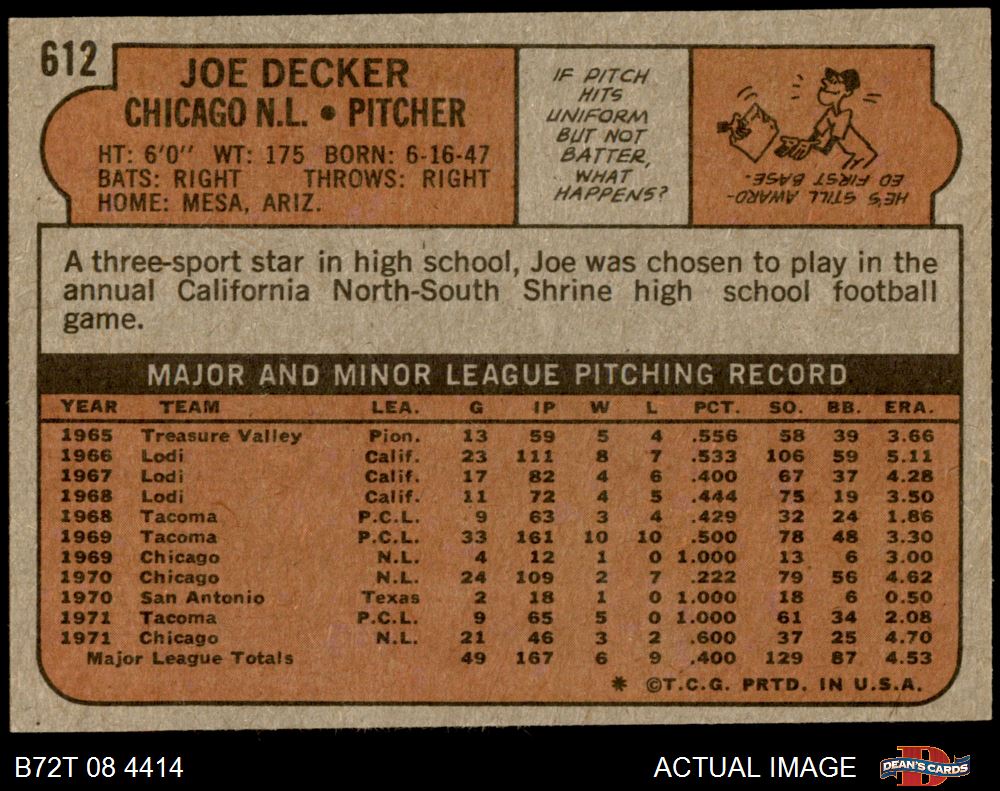 612
JOE DECKER
CHICAGO N.L. • PITCHER
HT: 6'0" WT: 175 BORN: 6-16-47
BATS: RIGHT THROWS: RIGHT
HOME: MESA, ARIZ.
IF PITCH
HITS
UNIFORM
BUT NOT
BATTER,
WHAT
HAPPENS?
HE'S STILL AWARD-
ED FIRST BASE.
A three-sport star in high school, Joe was chosen to play in the
annual California North-South Shrine high school football
game.
MAJOR AND MINOR LEAGUE PITCHING RECORD
YEAR TEAM LEA. G IP W L PCT. SO. BB. ERA.
1965 Treasure Valley Pion. 13 59 5 4 .556 58 39 3.66
1966 Lodi Calif. 23 111 8 7 .533 106 59 5.11
1967 Lodi Calif. 17 82 4 6 .400 67 37 4.28
1968 Lodi Calif. 11 72 4 5 .444 75 19 3.50
1968 Tacoma P.C.L. 9 63 3 4 .429 32 24 1.86
1969 Tacoma P.C.L. 33 161 10 10 .500 78 48 3.30
1969 Chicago N.L. 4 12 1 0 1.000 13 6 3.00
1970 Chicago N.L. 24 109 2 7 .222 79 56 4.62
1970 San Antonio Texas 2 18 1 0 1.000 18 6 0.50
1971 Tacoma P.C.L. 9 65 5 0 1.000 61 34 2.08
1971 Chicago N.L. 21 46 3 2 .600 37 25 4.70
Major League Totals 49 167 6 9 .400 129 87 4.53
* ©T.C.G. PRTD. IN U.S.A.
B72T 08 4414
ACTUAL IMAGE
D
DEAN'S CARDS